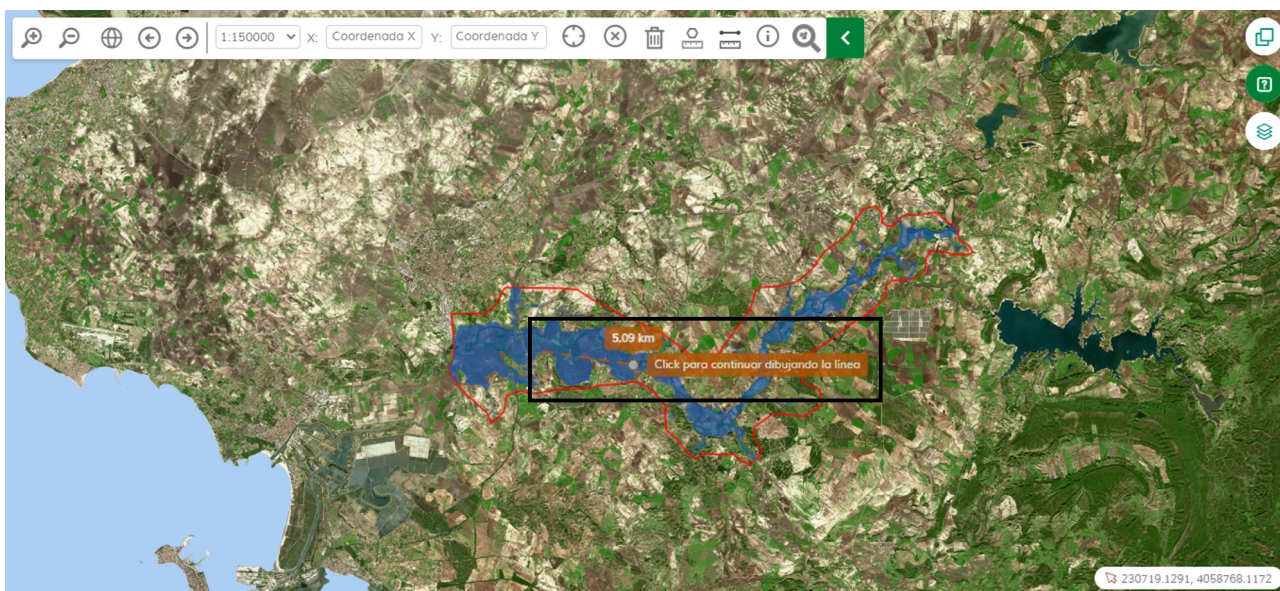 1:150000 X: Coordenada X Y: Coordenada Y
5.09 km
Click para continuar dibujando la línea
230719.1291, 4058768.1172